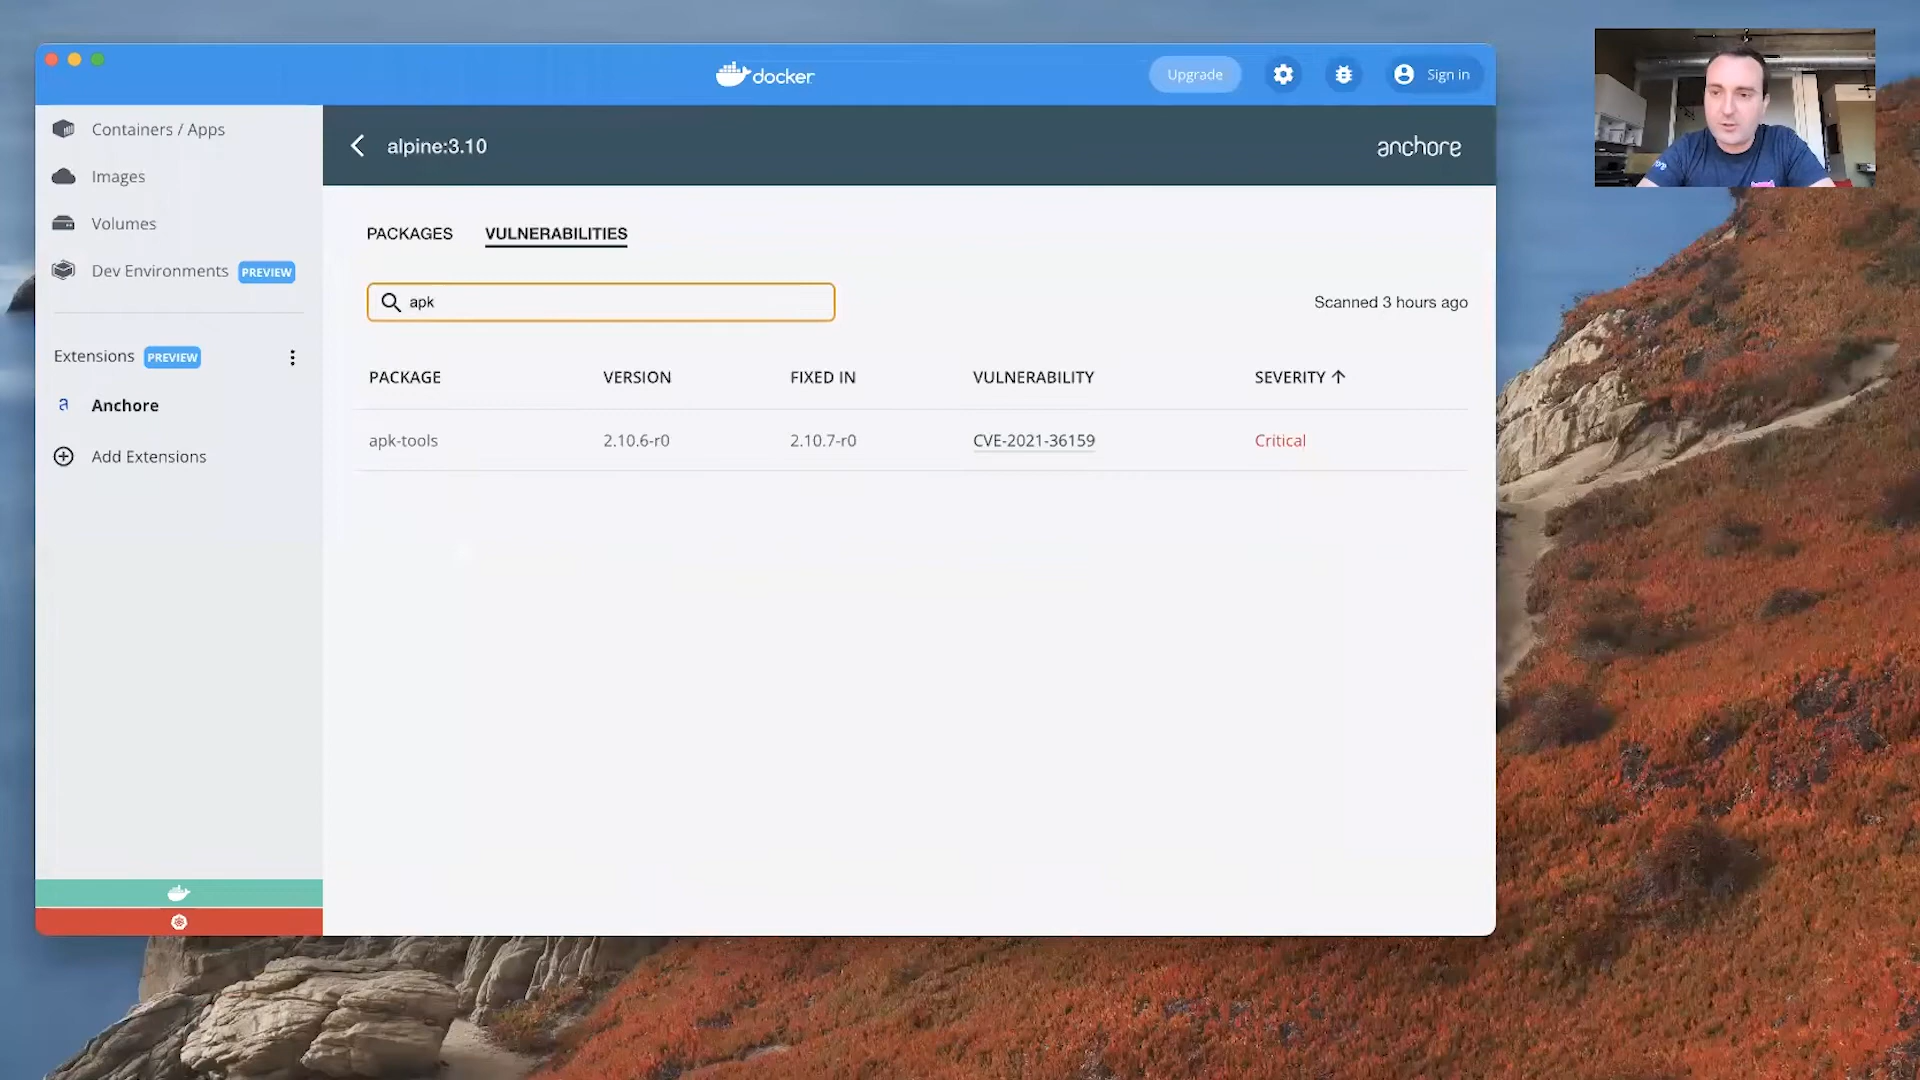 docker
Upgrade
Sign in
Containers / Apps
Images
Volumes
Dev Environments PREVIEW
Extensions PREVIEW
a Anchore
Add Extensions
alpine:3.10
anchore
PACKAGES VULNERABILITIES
apk
Scanned 3 hours ago
PACKAGE VERSION FIXED IN VULNERABILITY SEVERITY
apk-tools 2.10.6-r0 2.10.7-r0 CVE-2021-36159 Critical